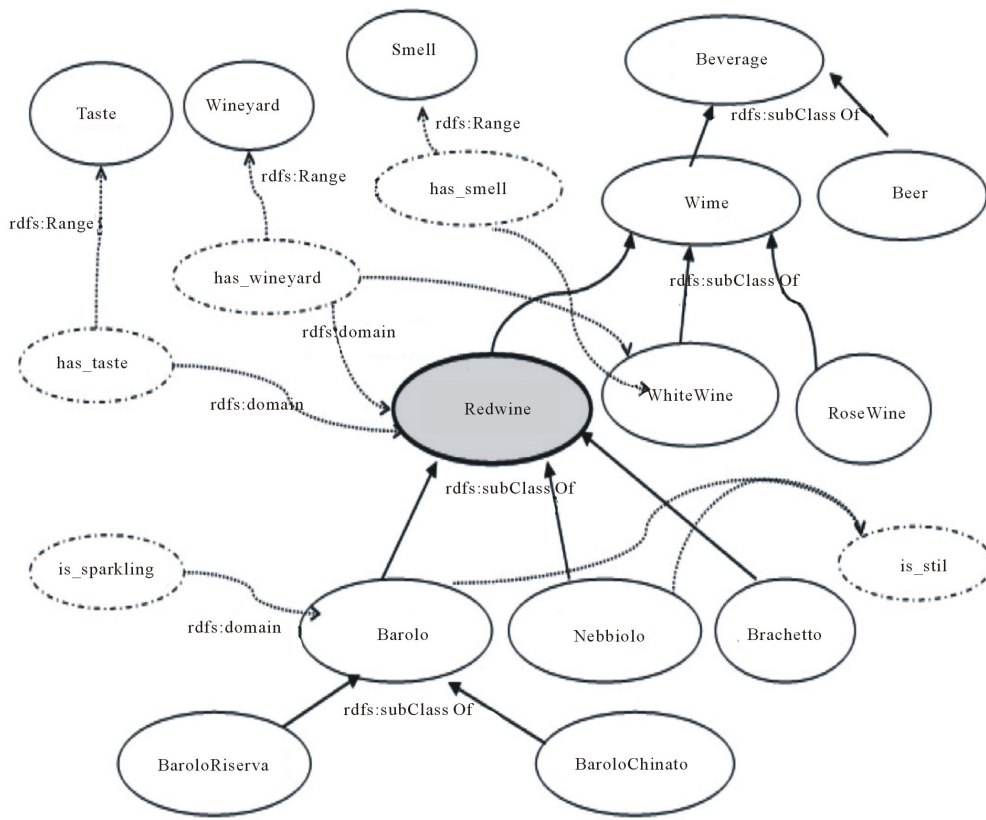 Smell
Beverage
Taste
Wineyard
rdfs:Range
rdfs:subClass Of
rdfs:Range
has_smell
Beer
Wime
rdfs:Range
has_wineyard
rdfs:subClass Of
rdfs:domain
has_taste
rdfs:domain
Redwine
WhiteWine
RoseWine
rdfs:subClass Of
is_sparkling
is_stil
rdfs:domain
Barolo
Nebbiolo
Brachetto
rdfs:subClass Of
BaroloRiserva
BaroloChinato